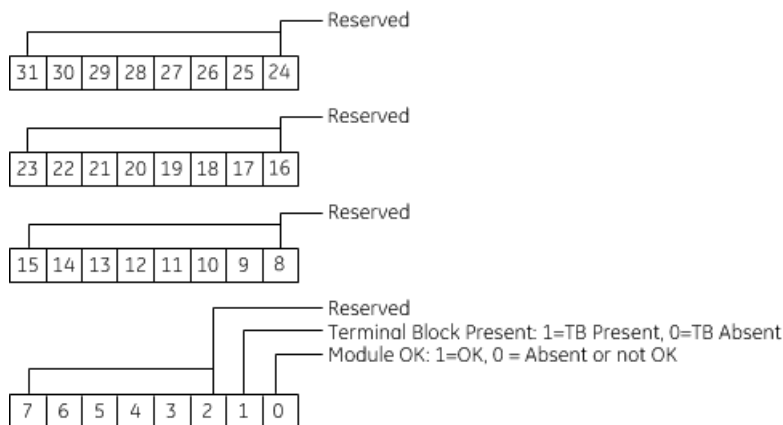 Reserved
31 30 29 28 27 26 25 24
Reserved
23 22 21 20 19 18 17 16
Reserved
15 14 13 12 11 10 9 8
Reserved
Terminal Block Present: 1=TB Present, 0=TB Absent
Module OK: 1=OK, 0 = Absent or not OK
7 6 5 4 3 2 1 0